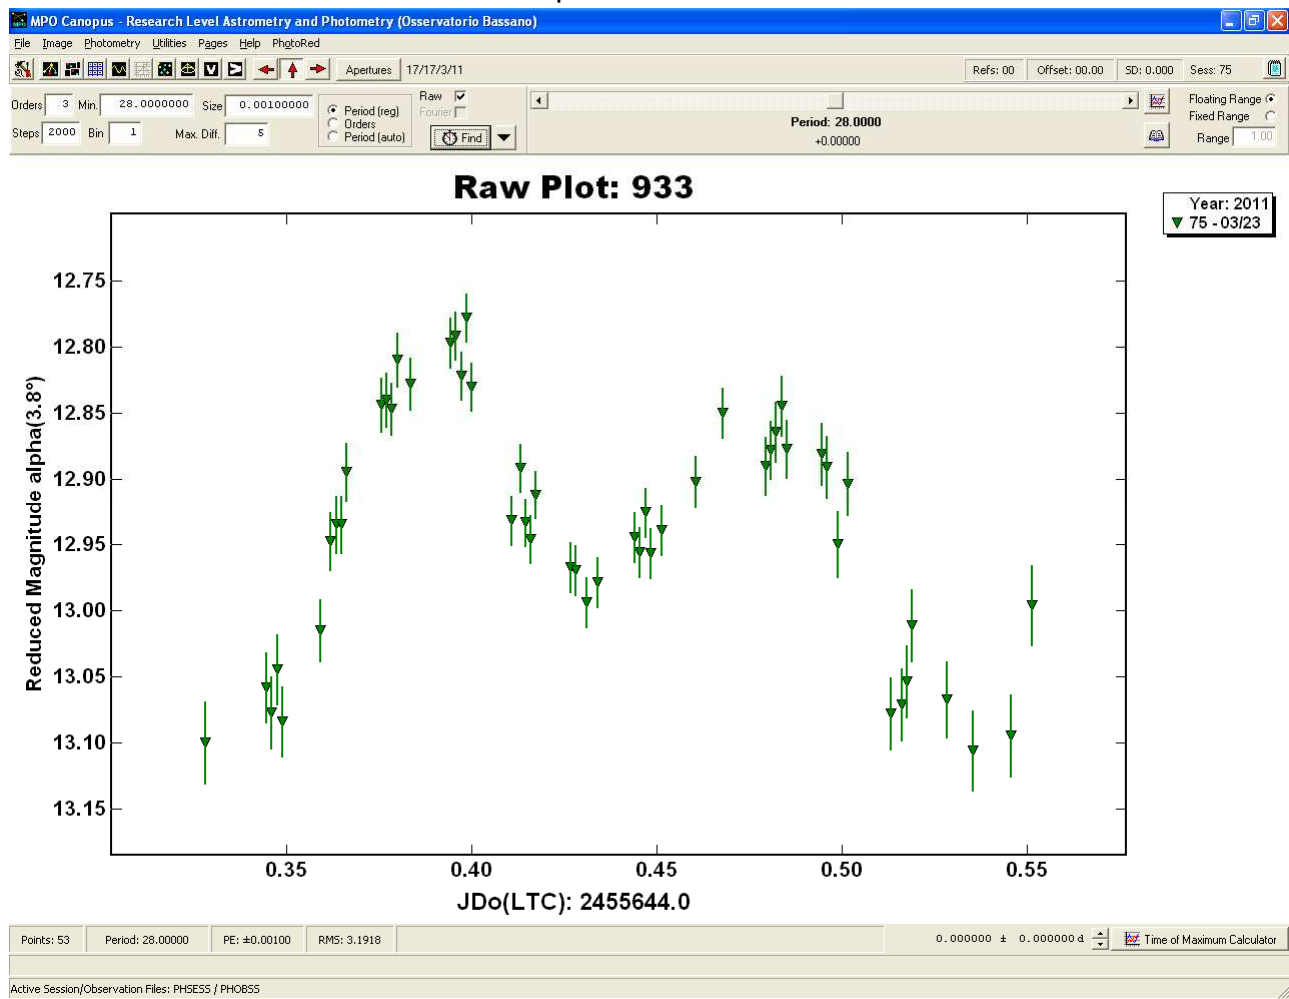 MPO Canopus - Research Level Astrometry and Photometry (Osservatorio Bassano)
File Image Photometry Utilities Pages Help PhotoRed
Apertures 17/17/3/11 Refs: 00 Offset: 00.00 SD: 0.000 Sess: 75
Orders 3 Min. 28.0000000 Size 0.00100000
Steps 2000 Bin 1 Max. Diff. 5
Period (reg)
Orders
Period (auto)
Raw
Fourier
Find
Period: 28.0000
+0.00000
Floating Range
Fixed Range
Range 1.00
Raw Plot: 933
Year: 2011
75 - 03/23
Reduced Magnitude alpha(3.8°)
12.75
12.80
12.85
12.90
12.95
13.00
13.05
13.10
13.15
0.35 0.40 0.45 0.50 0.55
JDo(LTC): 2455644.0
Points: 53 Period: 28.00000 PE: ±0.00100 RMS: 3.1918 0.000000 ± 0.000000 d Time of Maximum Calculator
Active Session/Observation Files: PHSESS / PHOBSS